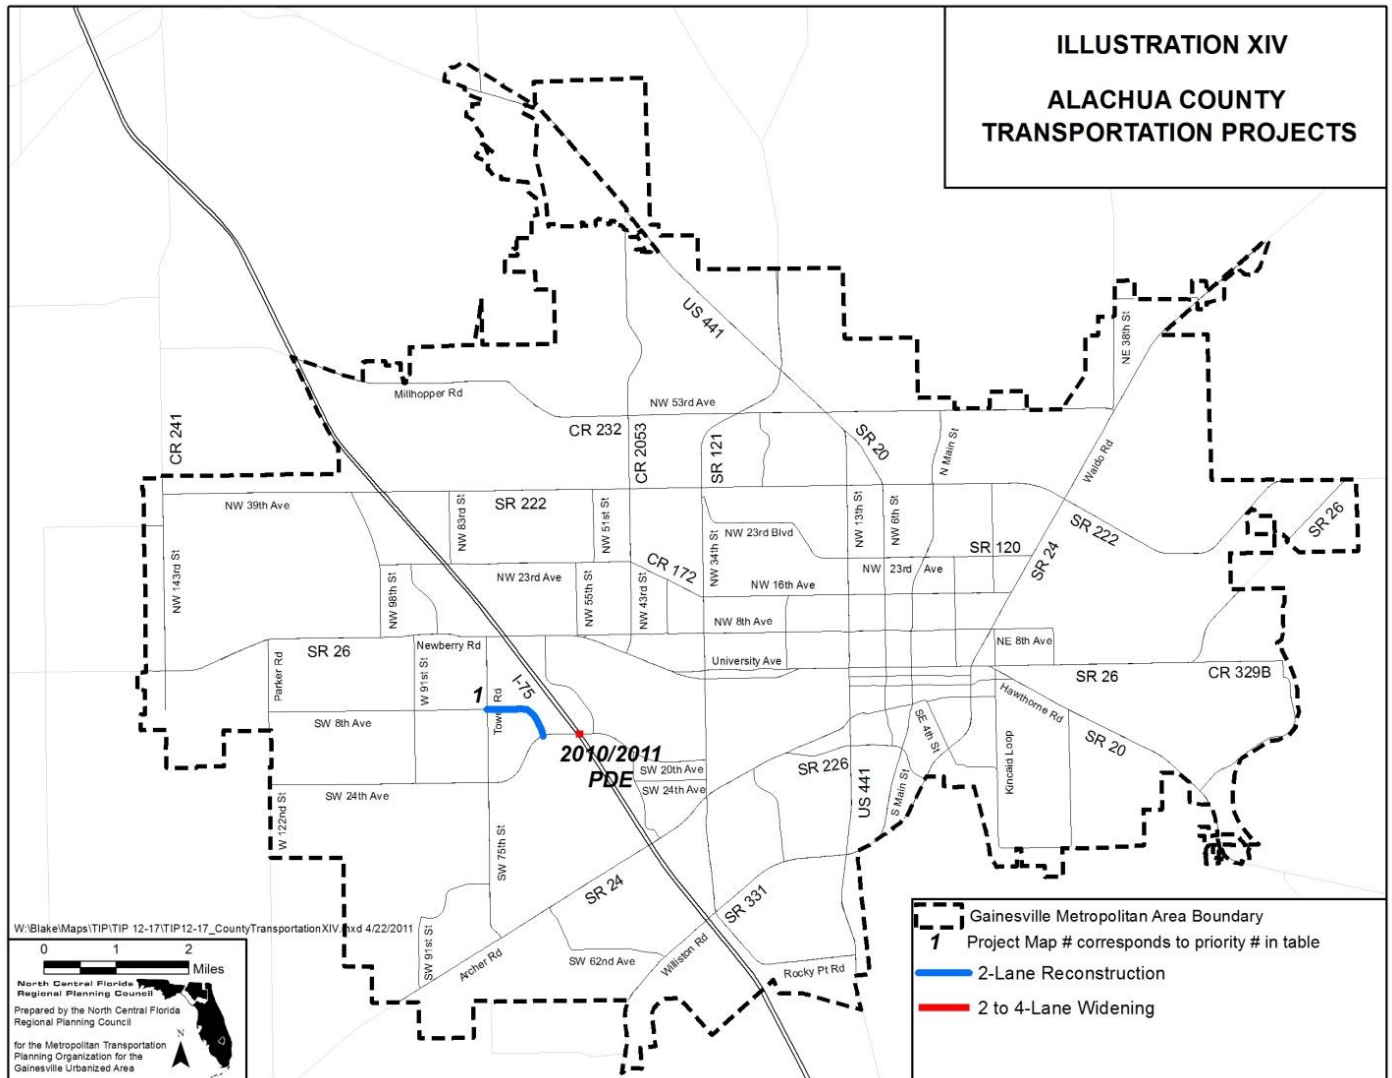 ILLUSTRATION XIV
ALACHUA COUNTY
TRANSPORTATION PROJECTS
US 441
NE 38th St
Millhopper Rd
NW 53rd Ave
CR 241
CR 232
CR 2053
SR 121
SR 20
N Main St
Waldo Rd
NW 39th Ave
NW 83rd St
SR 222
NW 51st St
NW 34th St
NW 23rd Blvd
NW 13th St
NW 6th St
SR 120
SR 24
SR 222
SR 26
NW 143rd St
NW 98th St
NW 23rd Ave
NW 55th St
NW 43rd St
CR 172
NW 16th Ave
NW 23rd Ave
NW 8th Ave
NE 8th Ave
SR 26
Newberry Rd
University Ave
SR 26
CR 329B
Parker Rd
W 91st St
1
Tower Rd
I-75
SW 8th Ave
Hawthorne Rd
SE 4th St
Kincaid Loop
SR 20
2010/2011
PDE
SW 20th Ave
SW 24th Ave
SR 226
US 441
S Main St
SW 24th Ave
W 122nd St
SW 75th St
SR 24
SR 331
SW 91st St
Archer Rd
SW 62nd Ave
Williston Rd
Rocky Pt Rd
W:\Blake\Maps\TIP\TIP 12-17\TIP12-17_CountyTransportationXIV.mxd 4/22/2011
0 1 2
Miles
North Central Florida
Regional Planning Council
Prepared by the North Central Florida
Regional Planning Council
N
for the Metropolitan Transportation
Planning Organization for the
Gainesville Urbanized Area
Gainesville Metropolitan Area Boundary
1 Project Map # corresponds to priority # in table
2-Lane Reconstruction
2 to 4-Lane Widening